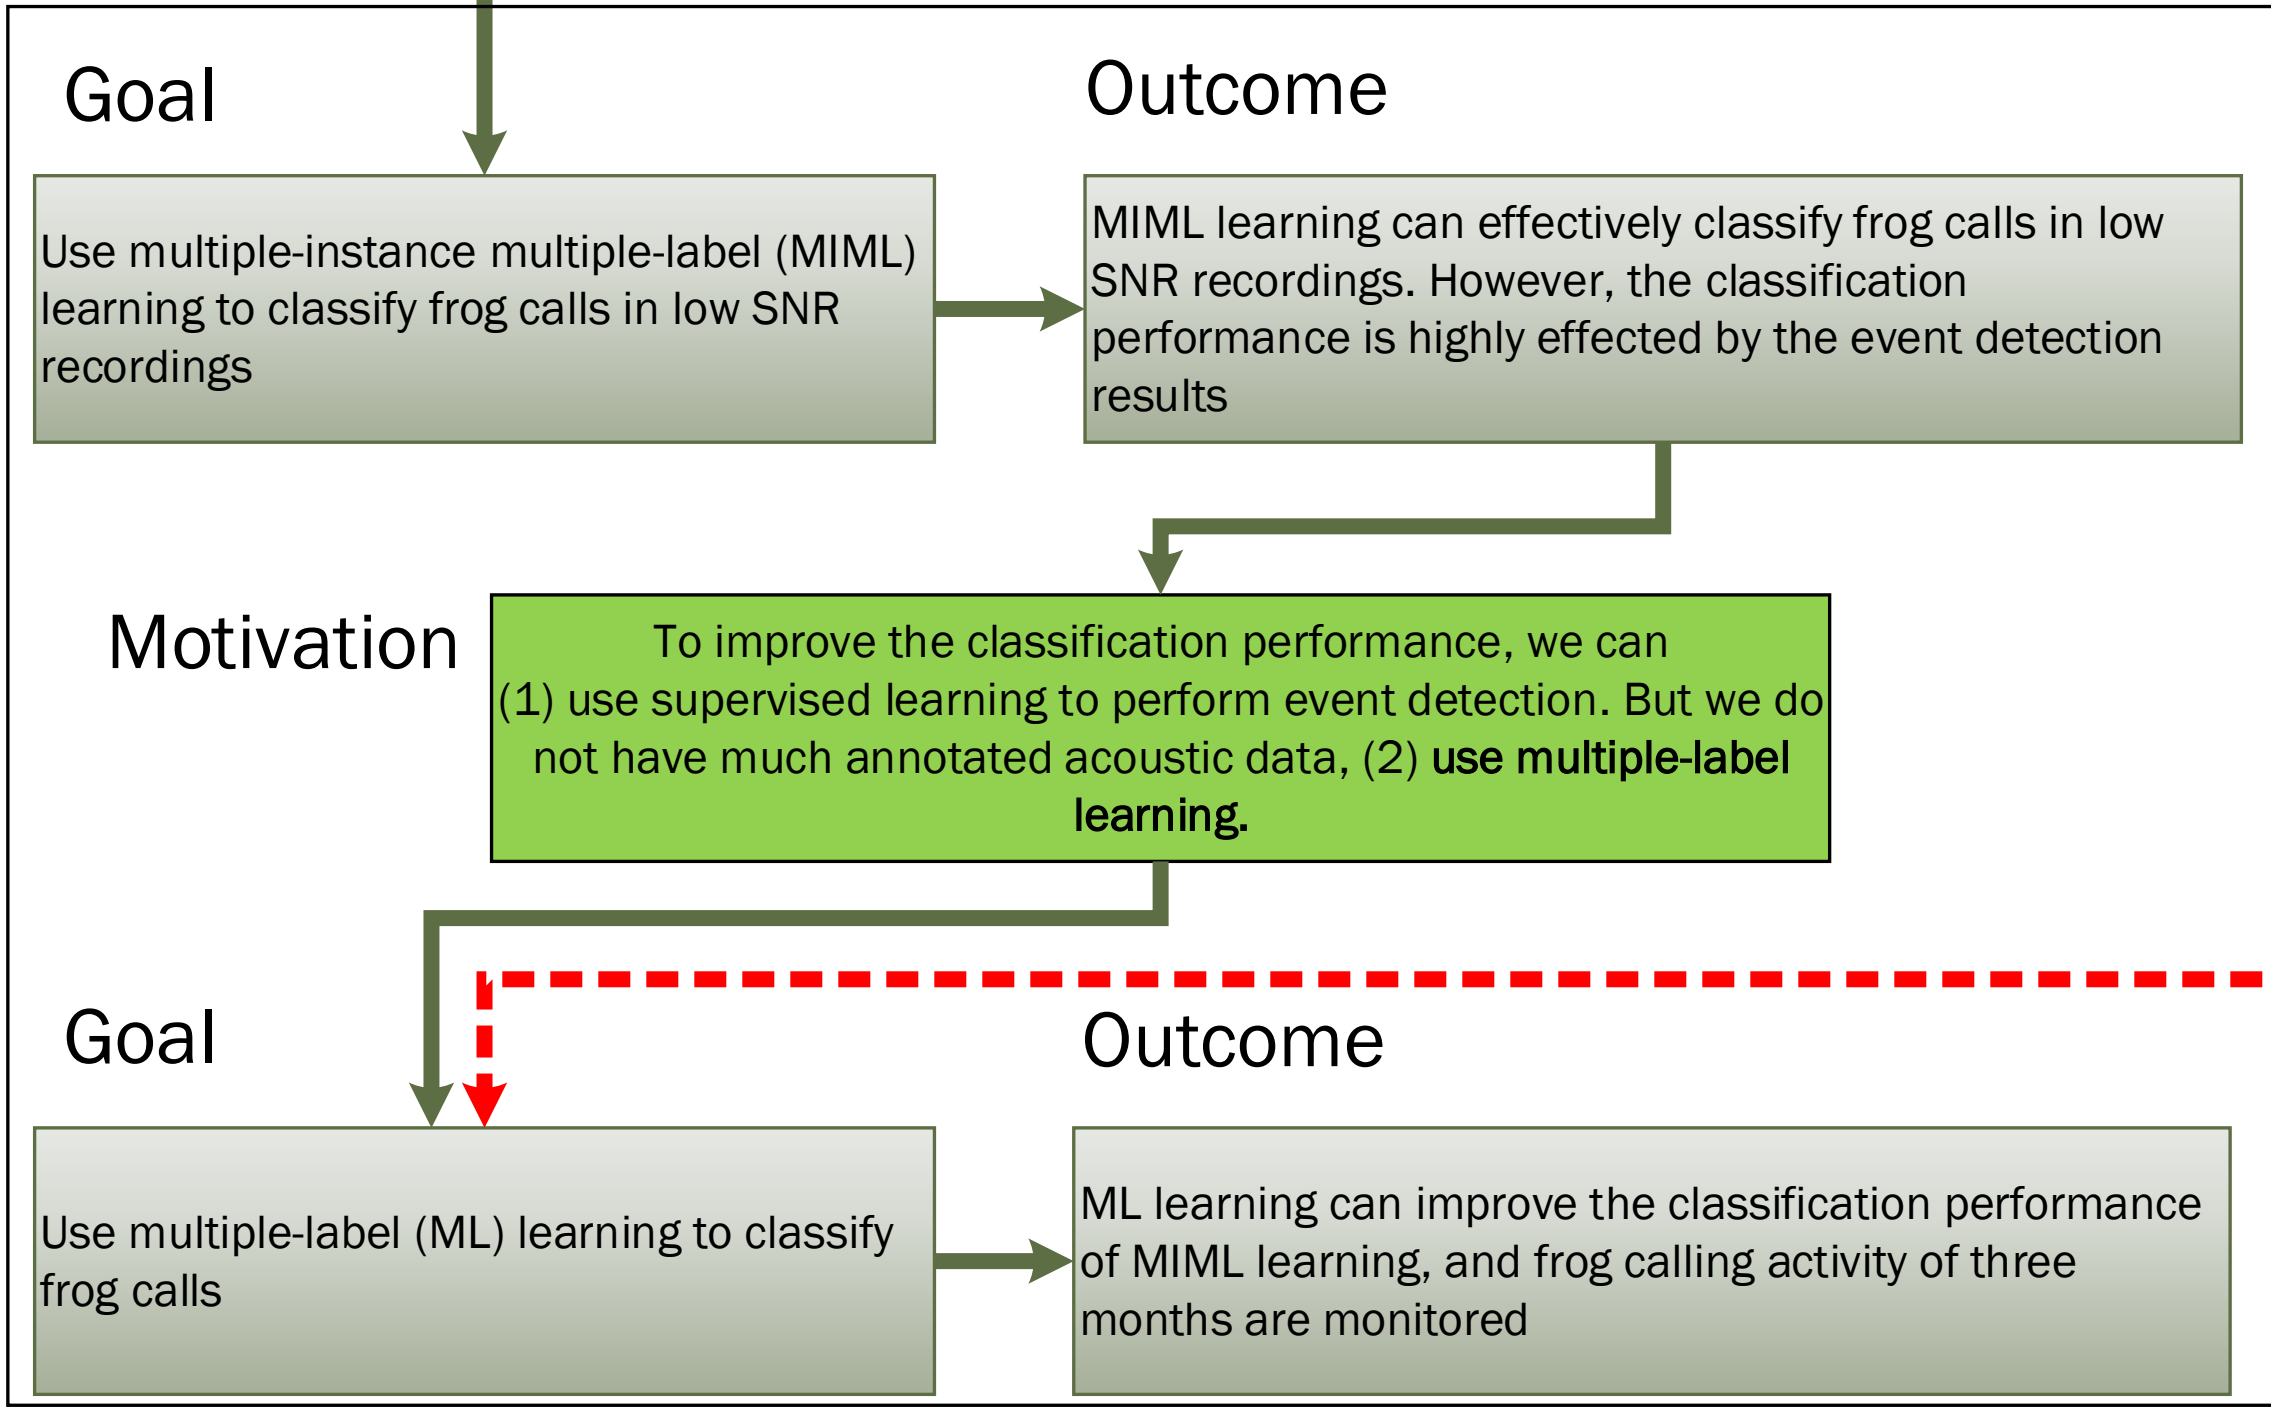 Goal
Outcome
Use multiple-instance multiple-label (MIML)
learning to classify frog calls in low SNR
recordings
MIML learning can effectively classify frog calls in low
SNR recordings. However, the classification
performance is highly effected by the event detection
results
Motivation
To improve the classification performance, we can
(1) use supervised learning to perform event detection. But we do
not have much annotated acoustic data, (2) use multiple-label
learning.
Goal
Outcome
Use multiple-label (ML) learning to classify
frog calls
ML learning can improve the classification performance
of MIML learning, and frog calling activity of three
months are monitored